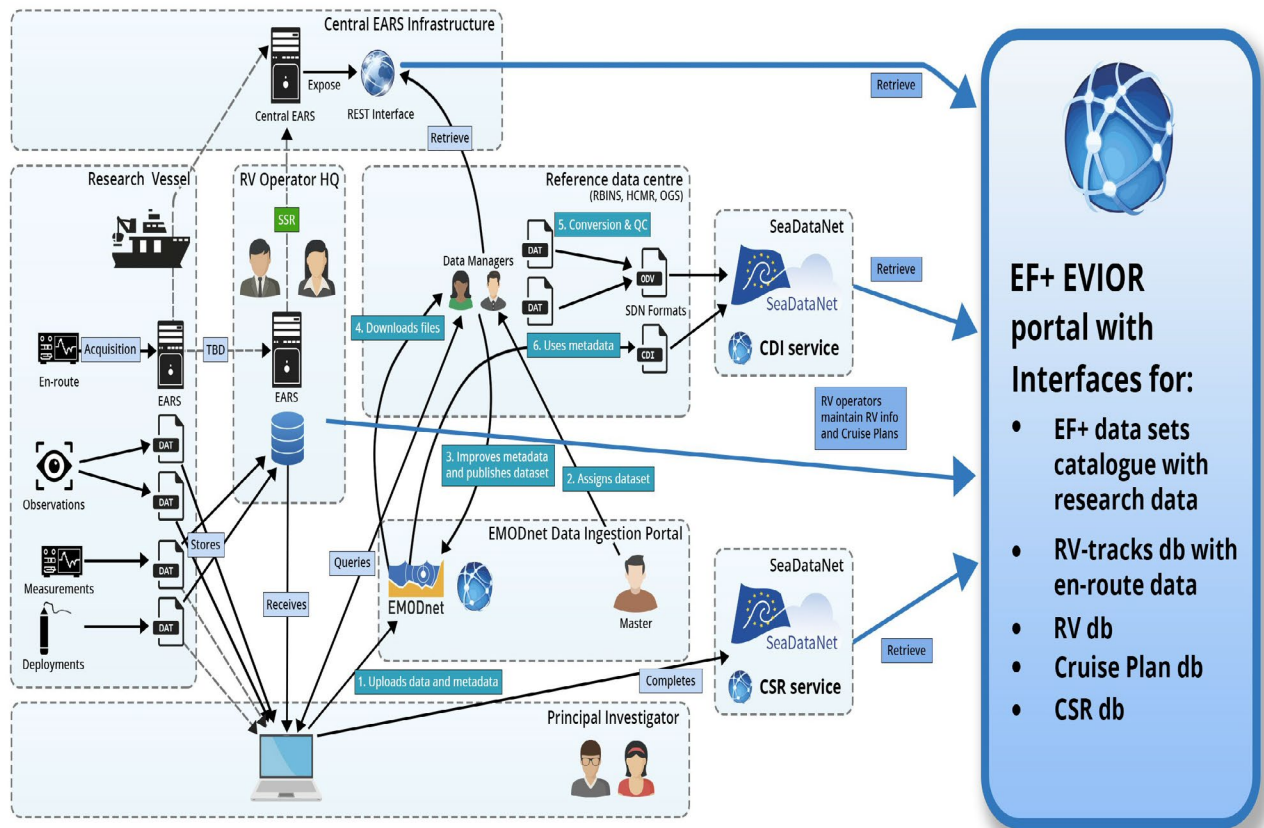 Central EARS Infrastructure
Expose
Central EARS
REST Interface
Retrieve
Retrieve
Research Vessel
RV Operator HQ
SSR
Reference data centre
(RBINS, HCMR, OGS)
5. Conversion & QC
DAT
Data Managers
ODV
DAT
SDN Formats
4. Downloads files
6. Uses metadata
CDI
SeaDataNet
SeaDataNet
CDI service
Retrieve
Acquisition
TBD
En-route
EARS
EARS
RV operators
maintain RV info
and Cruise Plans
DAT
Observations
DAT
3. Improves metadata
and publishes dataset
2. Assigns dataset
Stores
Measurements
DAT
Deployments
DAT
Receives
Queries
EMODnet Data Ingestion Portal
EMODnet
Master
1. Uploads data and metadata
Completes
SeaDataNet
SeaDataNet
CSR service
Retrieve
Principal Investigator
EF+ EVIOR
portal with
Interfaces for:
• EF+ data sets
catalogue with
research data
• RV-tracks db with
en-route data
• RV db
• Cruise Plan db
• CSR db